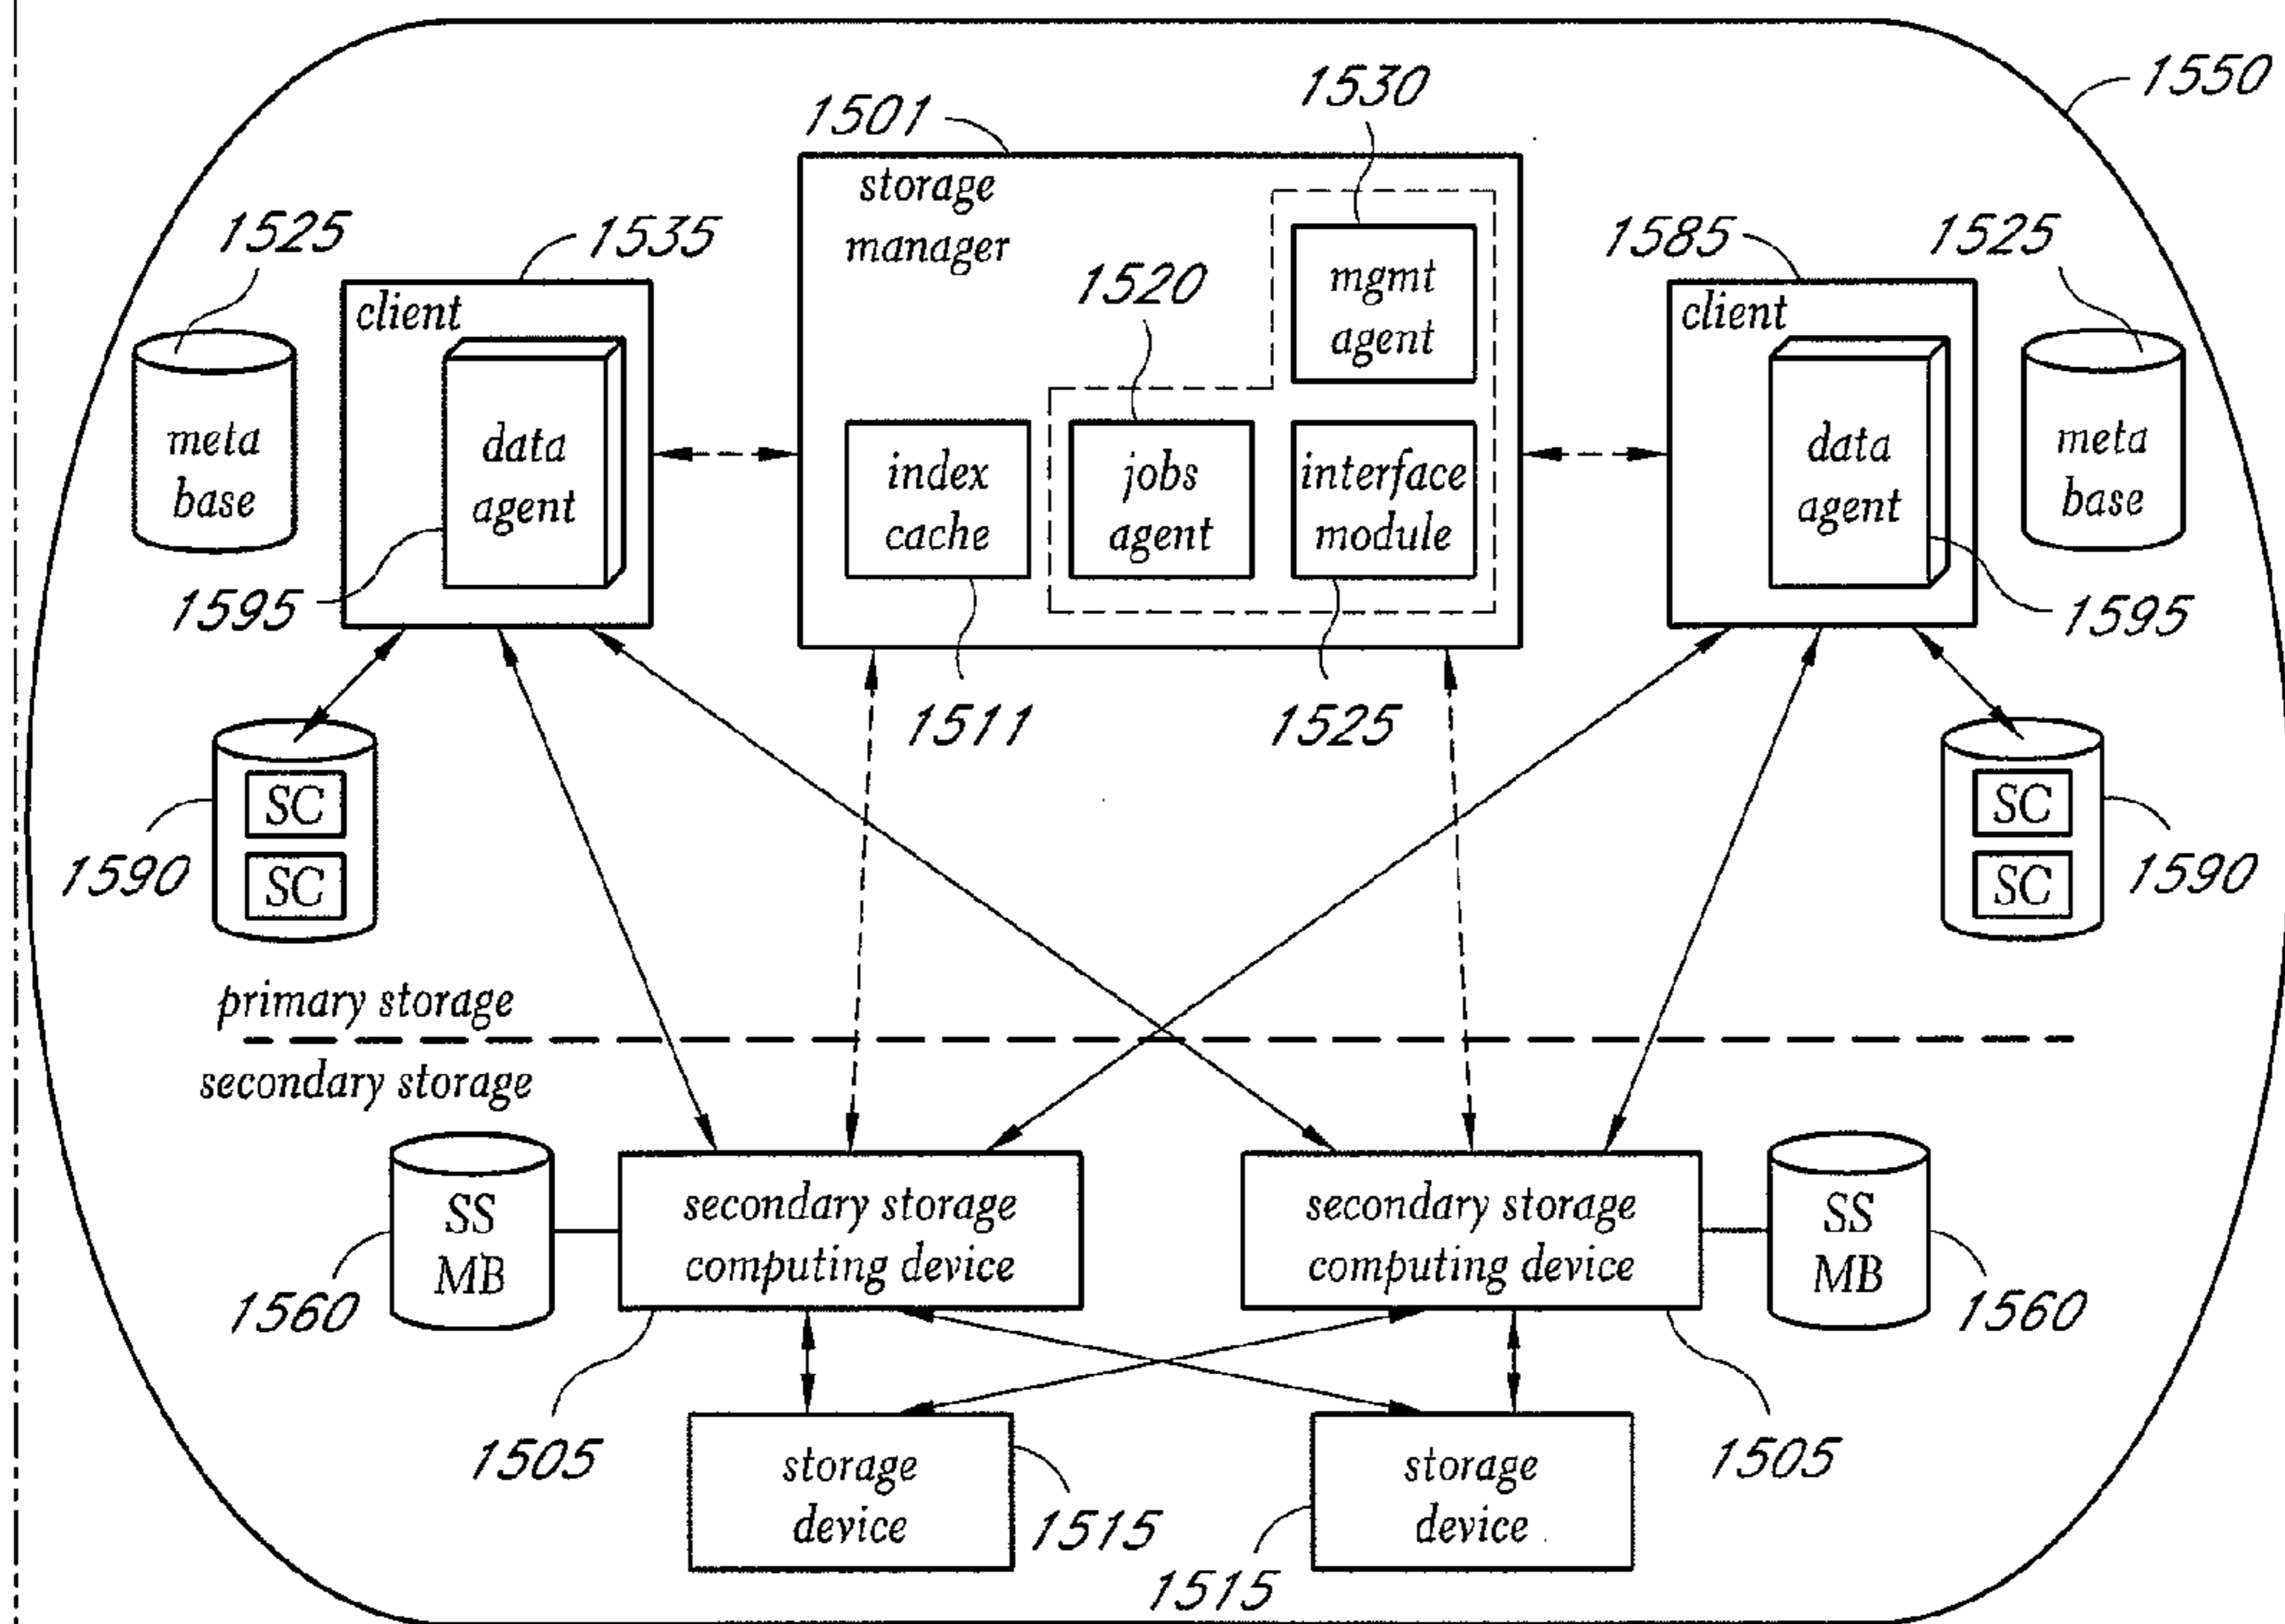 1550
1530
1501
storage
manager
1525
1535
1520
mgmt
agent
1585
1525
client
client
meta
base
data
agent
index
cache
jobs
agent
interface
module
data
agent
meta
base
1595
1595
1511
1525
SC
SC
1590
SC
SC
1590
primary storage
secondary storage
SS
MB
secondary storage
computing device
secondary storage
computing device
SS
MB
1560
1560
1505
storage
device
1515
storage
device
1505
1515